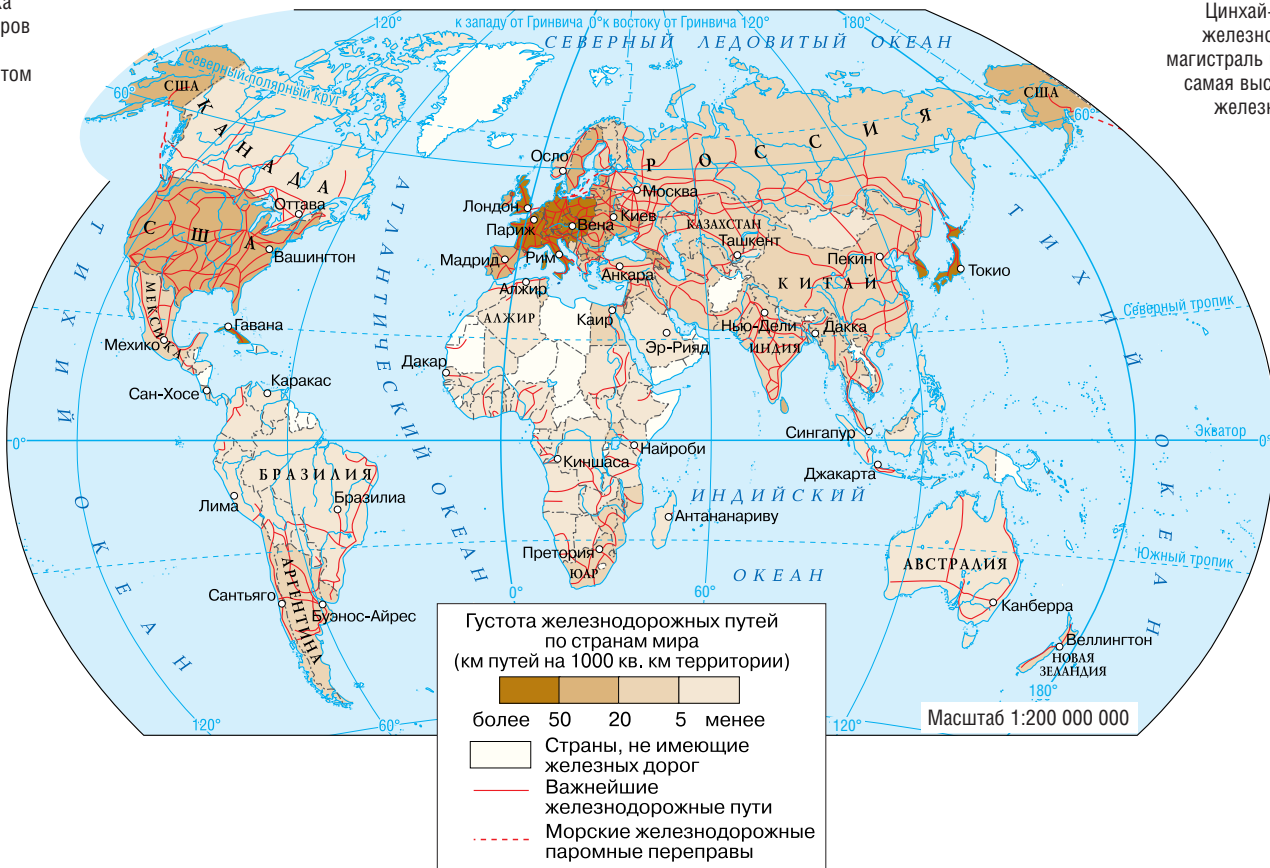 ка
ров
том
Цинхай-
железно
магистраль
самая выс
железн
120°
к западу от Гринвича 0° к востоку от Гринвича 120°
180°
СЕВЕРНЫЙ ЛЕДОВИТЫЙ ОКЕАН
Северный полярный круг
60°
США
КАНАДА
США
60°
РОССИЯ
Осло
Москва
Лондон
Киев
Париж
Вена
КАЗАХСТАН
Ташкент
Оттава
США
Вашингтон
Мадрид
Рим
Анкара
Пекин
Токио
КИТАЙ
Алжир
АЛЖИР
Каир
Нью-Дели
Дакка
ИНДИЯ
Эр-Рияд
Северный тропик
МЕКСИКА
Гавана
Мехико
Дакар
Сан-Хосе
Каракас
ТИХИЙ ОКЕАН
АТЛАНТИЧЕСКИЙ ОКЕАН
ТИХИЙ ОКЕАН
0°
Сингапур
Экватор
0°
Найроби
Киншаса
Джакарта
БРАЗИЛИЯ
Бразилиа
Лима
ИНДИЙСКИЙ
ОКЕАН
Антананариву
Претория
ЮАР
АВСТРАЛИЯ
Южный тропик
АРГЕНТИНА
Сантьяго
Буэнос-Айрес
Канберра
Веллингтон
НОВАЯ
ЗЕЛАНДИЯ
0°
60°
180°
120°
60°
120°
Масштаб 1:200 000 000
Густота железнодорожных путей
по странам мира
(км путей на 1000 кв. км территории)
более 50 20 5 менее
Страны, не имеющие
железных дорог
Важнейшие
железнодорожные пути
Морские железнодорожные
паромные переправы